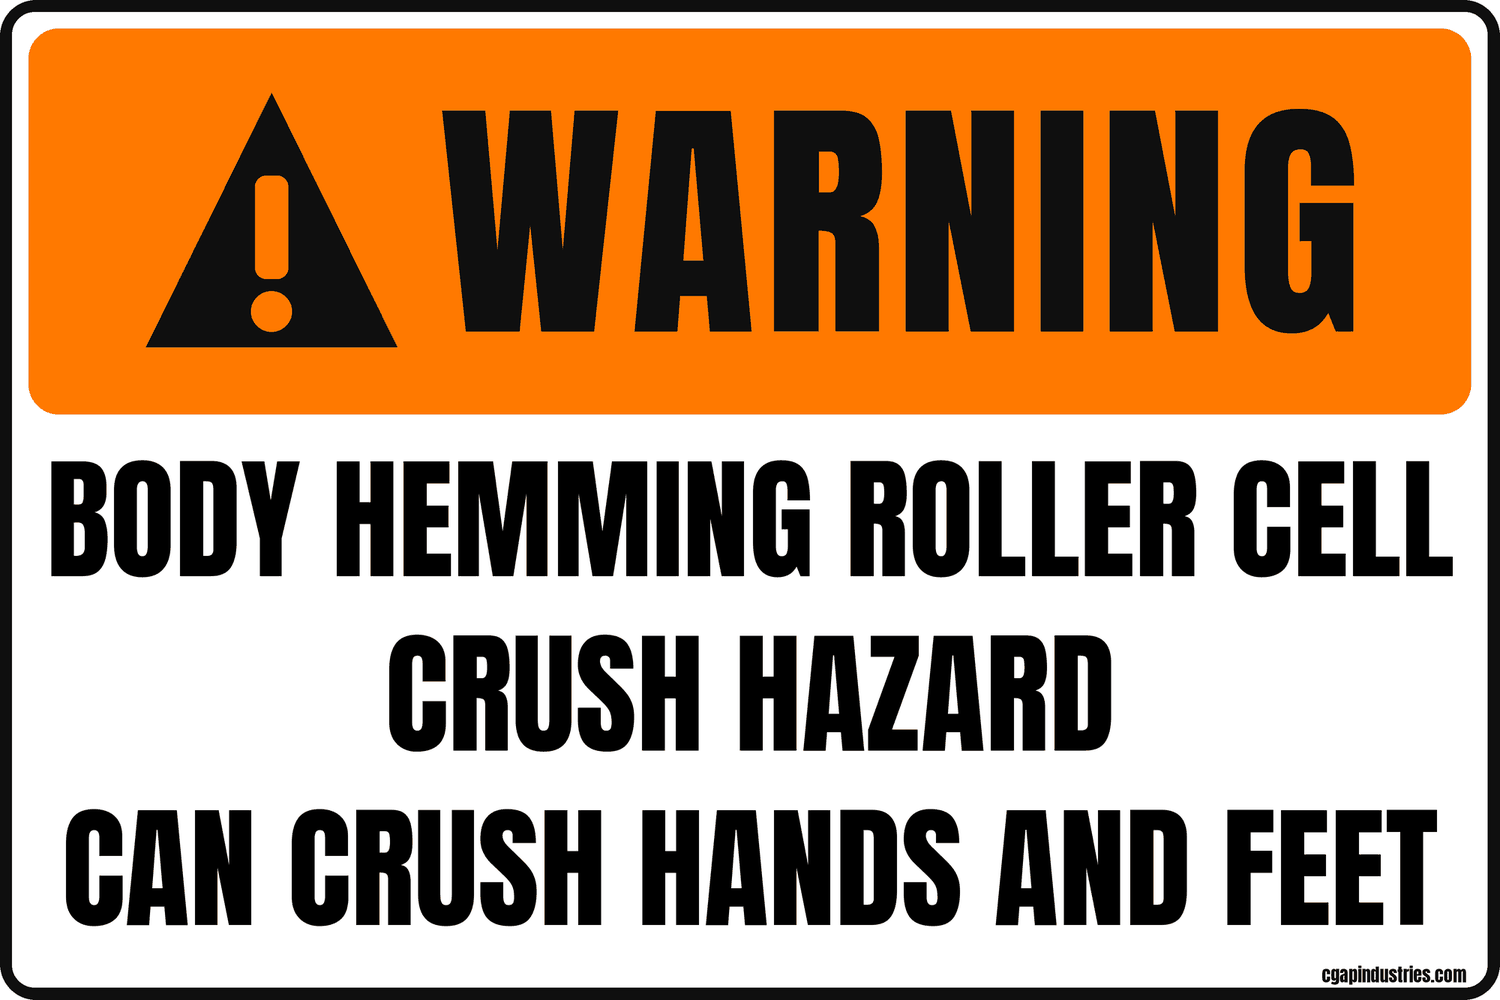 WARNING
BODY HEMMING ROLLER CELL
CRUSH HAZARD
CAN CRUSH HANDS AND FEET
cgapindustries.com